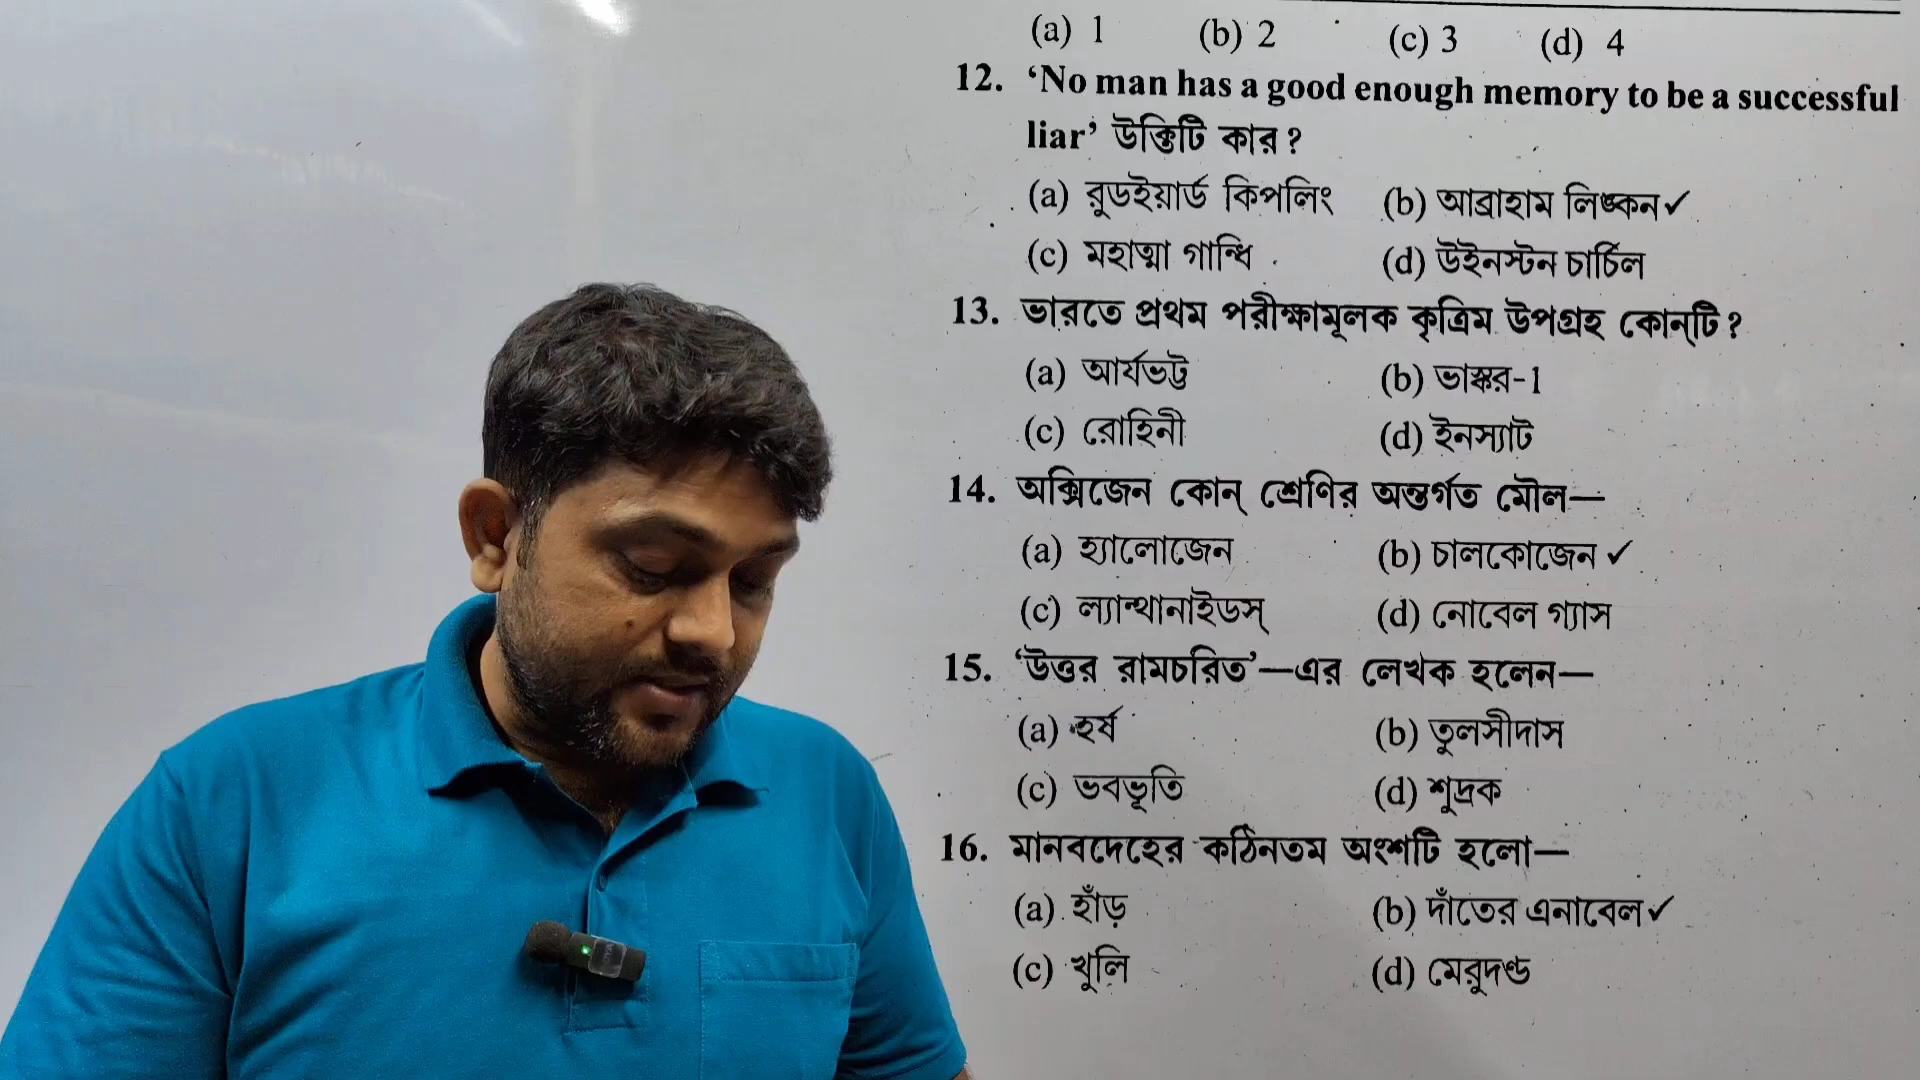 (a) 1 (b) 2 (c) 3 (d) 4
12. ‘No man has a good enough memory to be a successful
liar’ উক্তিটি কার ?
(a) রুডইয়ার্ড কিপলিং (b) আব্রাহাম লিঙ্কন✓
(c) মহাত্মা গান্ধি (d) উইনস্টন চার্চিল
13. ভারতে প্রথম পরীক্ষামূলক কৃত্রিম উপগ্রহ কোন্‌টি ?
(a) আর্যভট্ট (b) ভাস্কর-1
(c) রোহিনী (d) ইনস্যাট
14. অক্সিজেন কোন্ শ্রেণির অন্তর্গত মৌল—
(a) হ্যালোজেন (b) চালকোজেন ✓
(c) ল্যান্থানাইডস্ (d) নোবেল গ্যাস
15. ‘উত্তর রামচরিত’—এর লেখক হলেন—
(a) হর্ষ (b) তুলসীদাস
(c) ভবভূতি (d) শুদ্রক
16. মানবদেহের কঠিনতম অংশটি হলো—
(a) হাঁড় (b) দাঁতের এনাবেল✓
(c) খুলি (d) মেরুদণ্ড